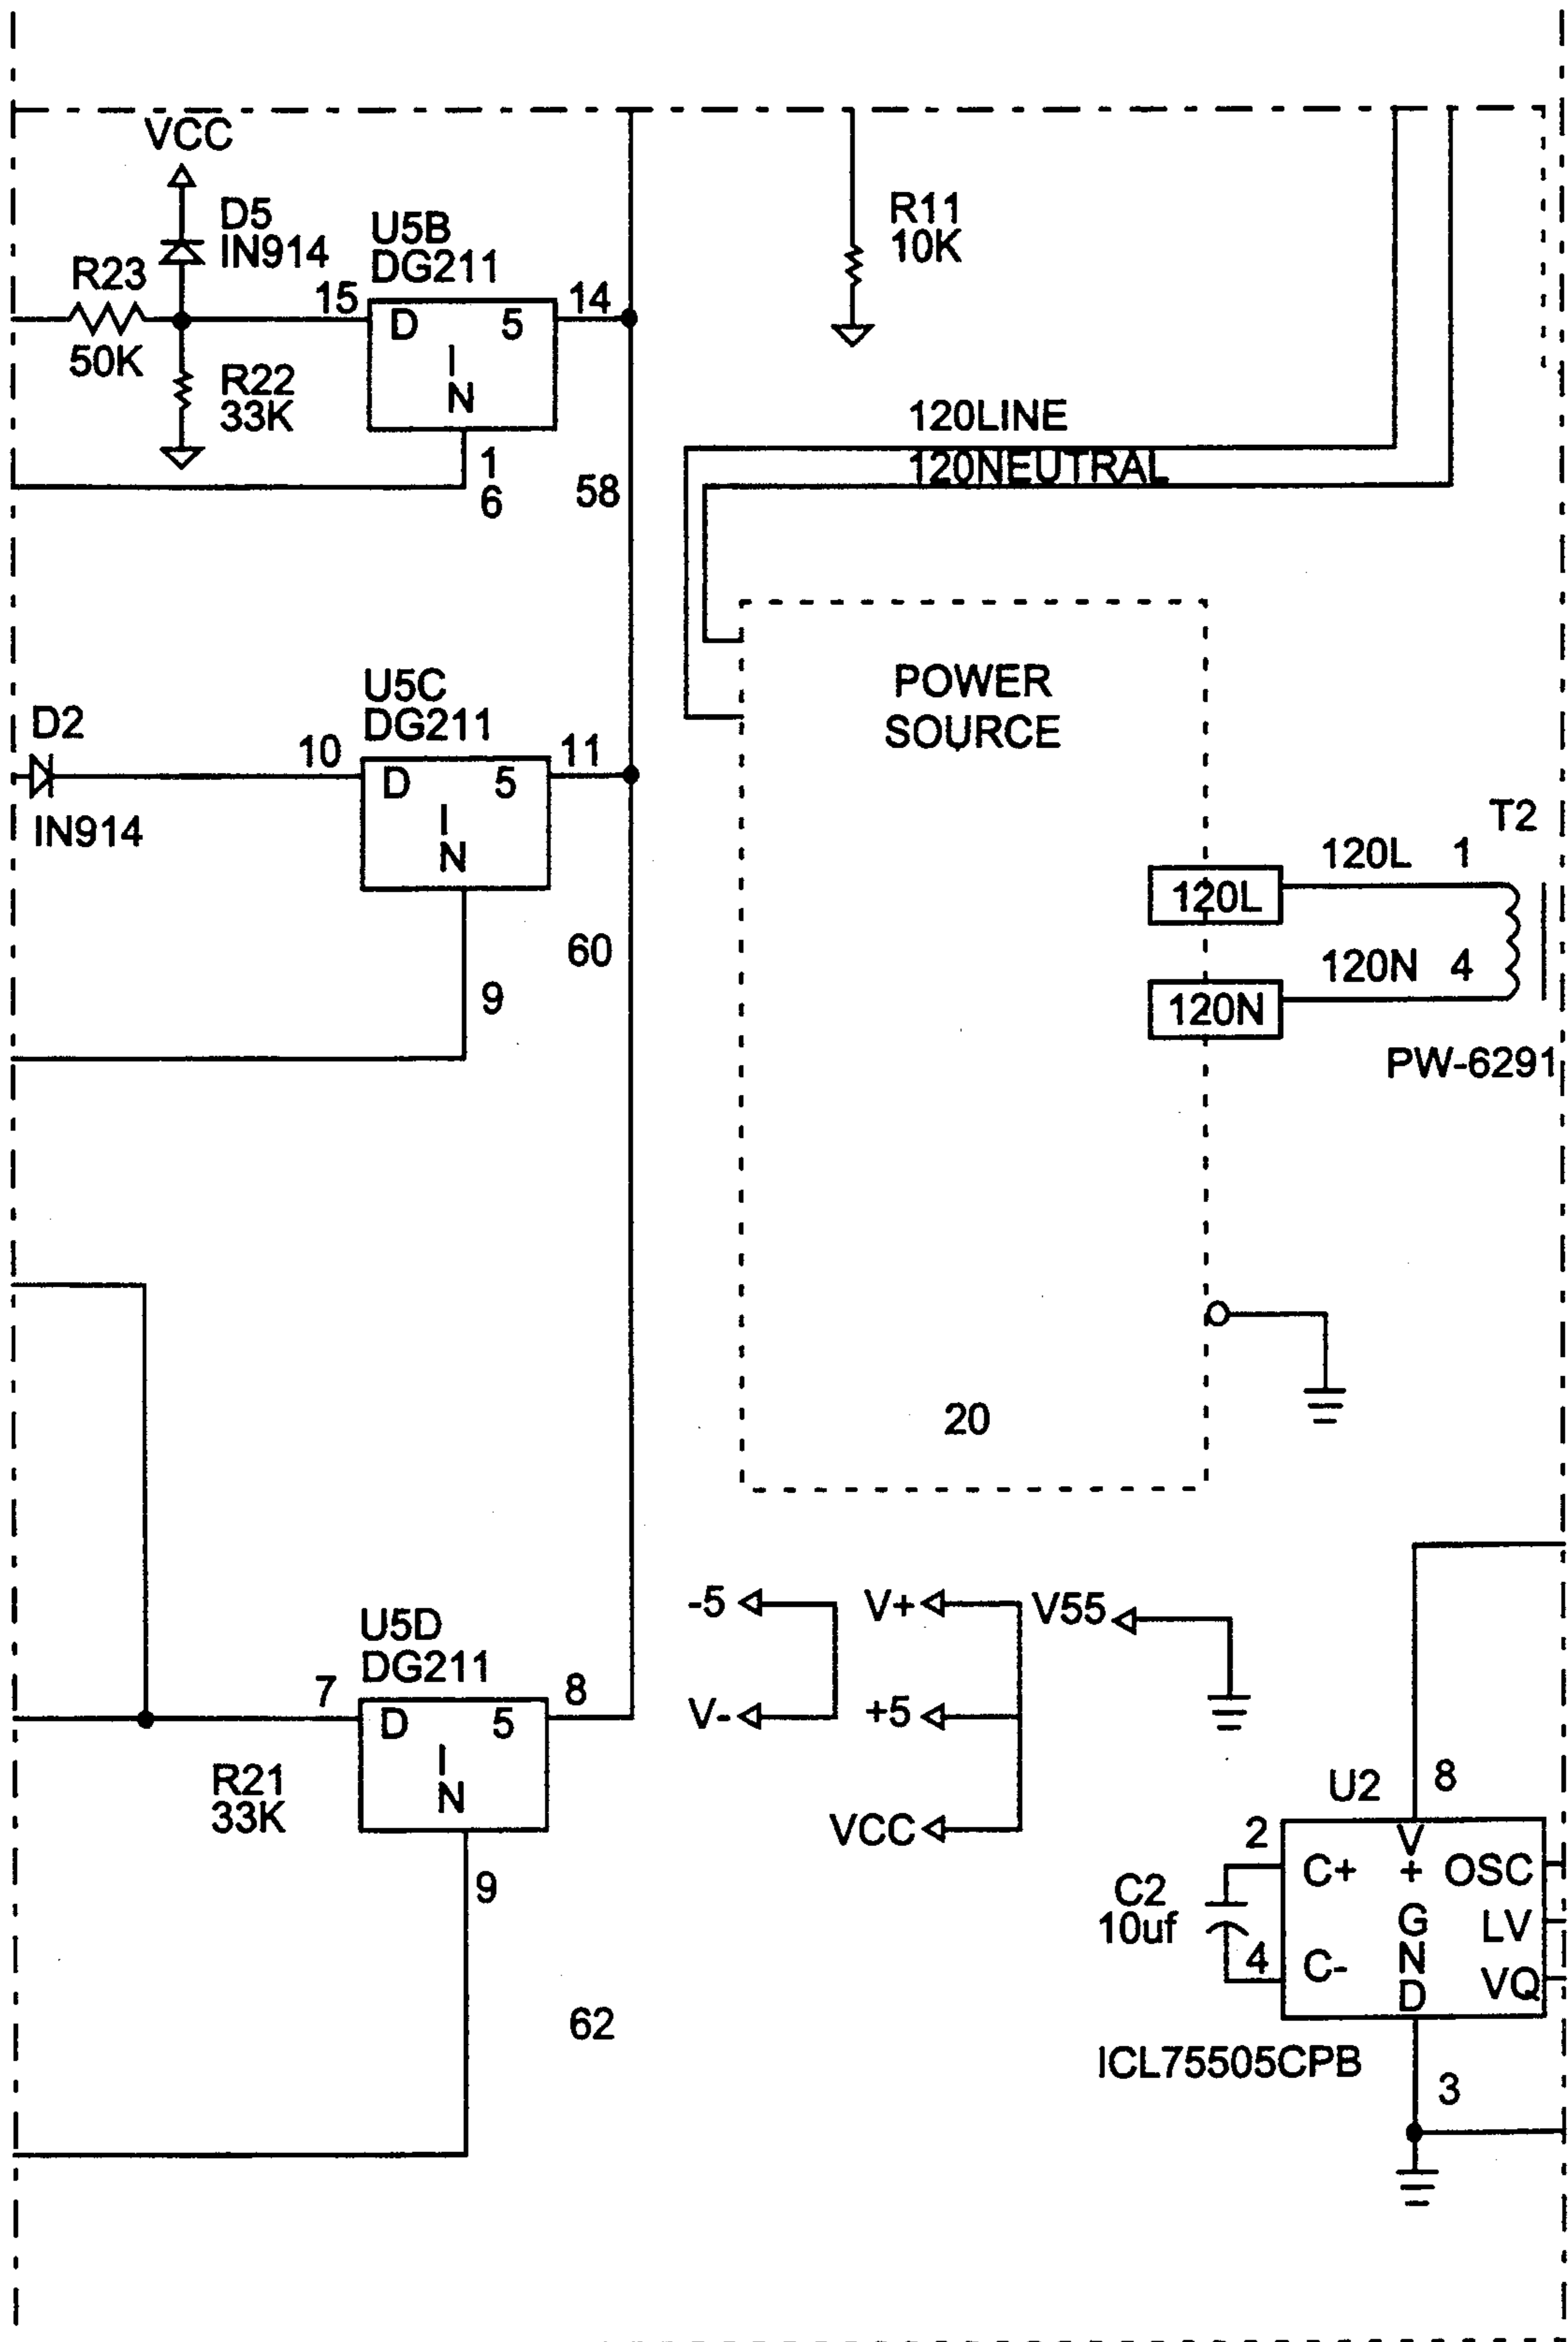 VCC
D5
IN914
R23
50K
R22
33K
U5B
DG211
15
14
D 5
I
N
1
6
58
R11
10K
120LINE
120NEUTRAL
POWER
SOURCE
D2
IN914
U5C
DG211
10
11
D 5
I
N
9
60
T2
120L 1
120L
120N 4
120N
PW-6291
20
U5D
DG211
7
8
D 5
I
N
R21
33K
9
62
-5
V-
V+
+5
VCC
V55
U2
8
2
4
C2
10uf
V
+
C+
OSC
G
N
D
LV
C-
VQ
ICL75505CPB
3